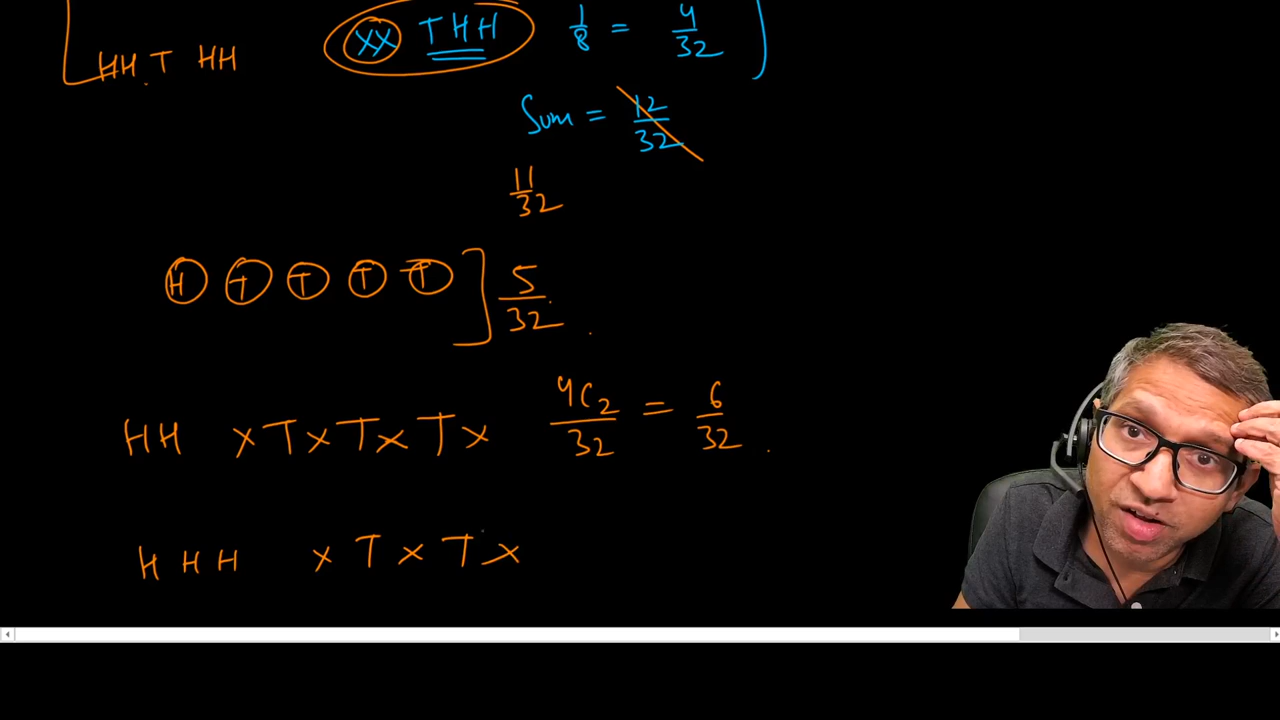 XX THH 1/8 = 4/32
HH T HH
Sum = 12/32
11/32
H T T T T ] 5/32
HH xTxTxTx 4C2/32 = 6/32
HHH xTxTx